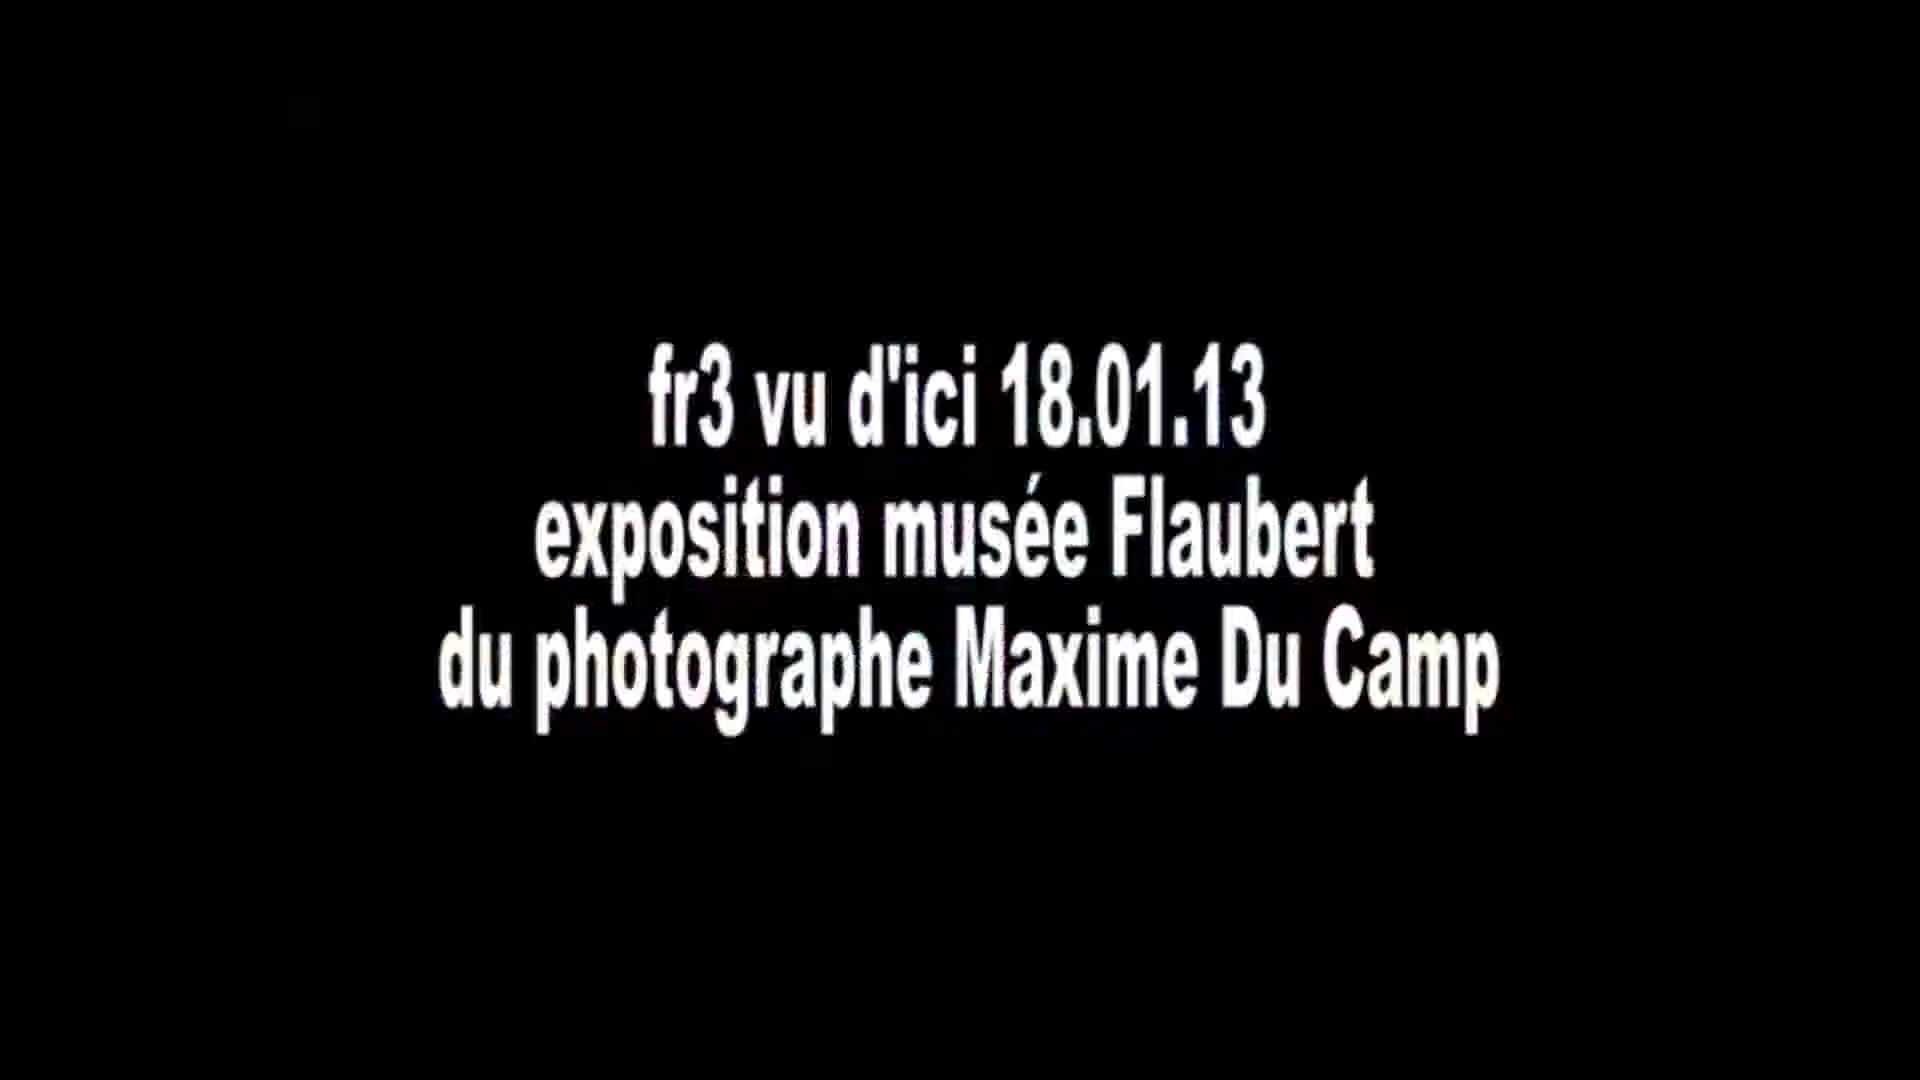 fr3 vu d'ici 18.01.13
exposition musée Flaubert
du photographe Maxime Du Camp